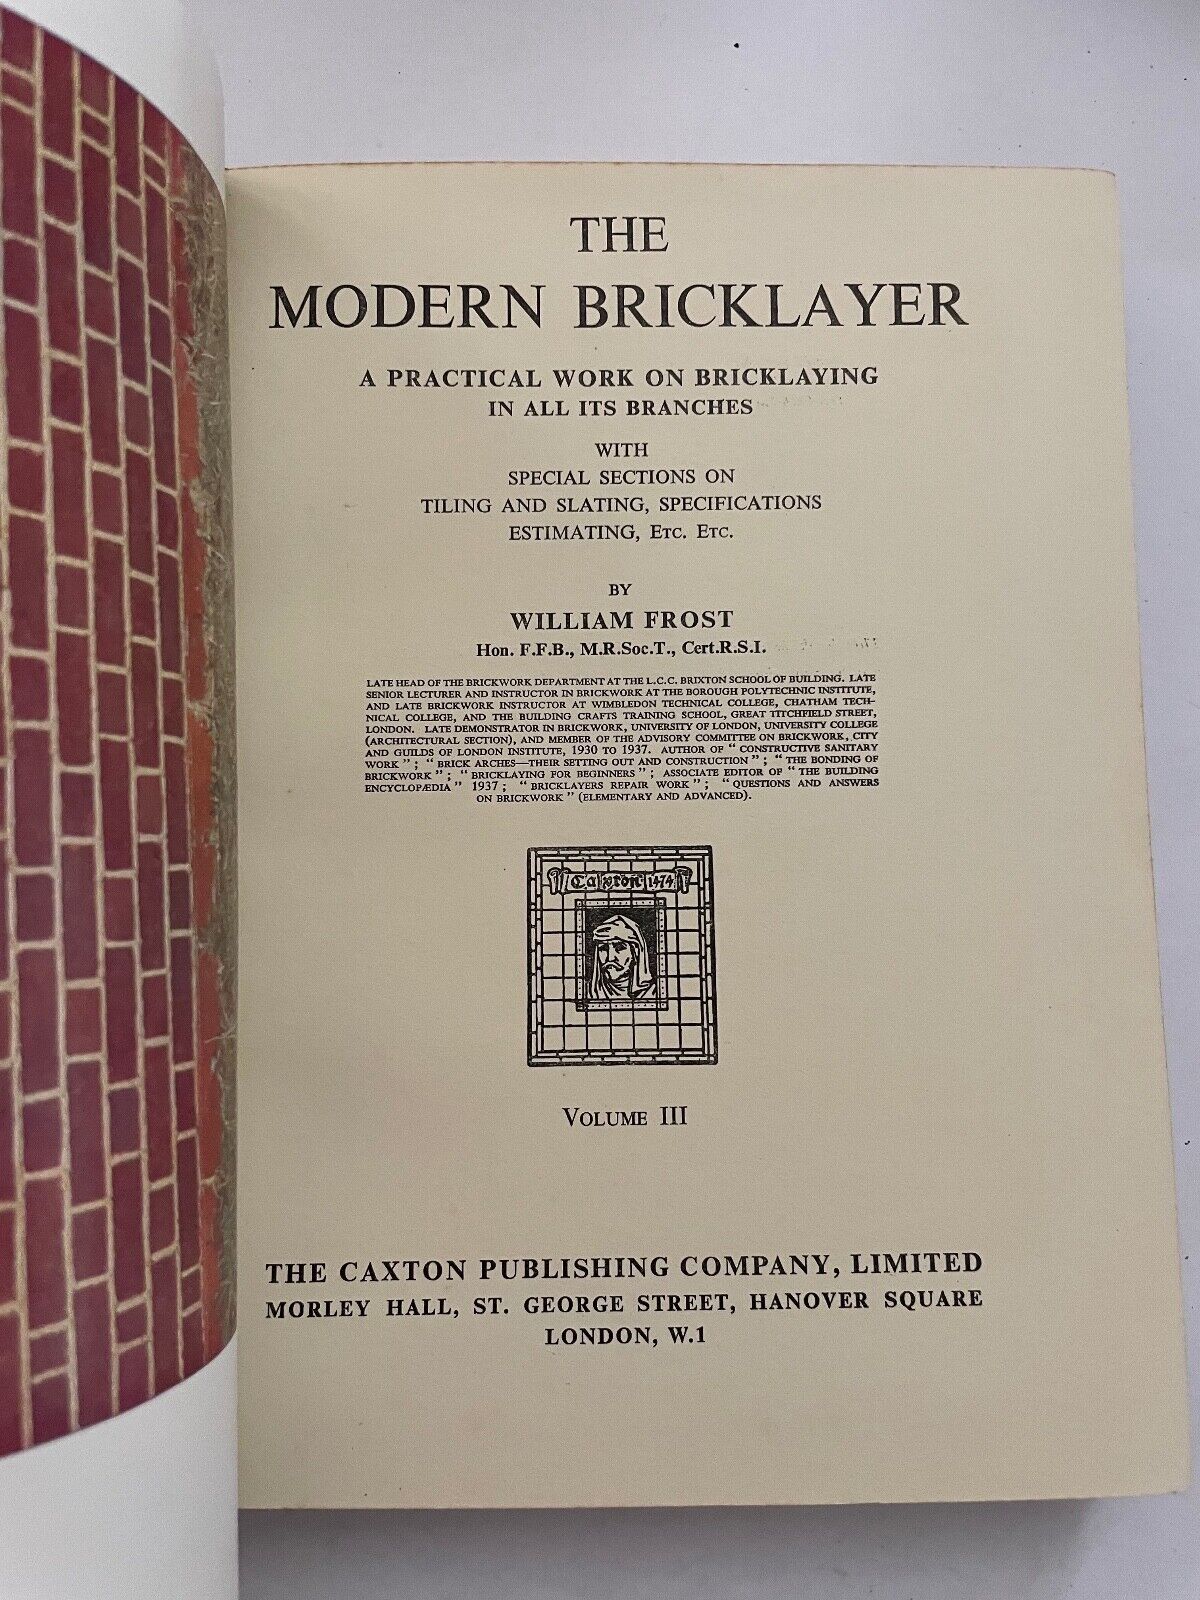 THE
MODERN BRICKLAYER
A PRACTICAL WORK ON BRICKLAYING
IN ALL ITS BRANCHES
WITH
SPECIAL SECTIONS ON
TILING AND SLATING, SPECIFICATIONS
ESTIMATING, ETC. ETC.
BY
WILLIAM FROST
Hon. F.F.B., M.R.Soc.T., Cert.R.S.I.
LATE HEAD OF THE BRICKWORK DEPARTMENT AT THE L.C.C. BRIXTON SCHOOL OF BUILDING. LATE
SENIOR LECTURER AND INSTRUCTOR IN BRICKWORK AT THE BOROUGH POLYTECHNIC INSTITUTE,
AND LATE BRICKWORK INSTRUCTOR AT WIMBLEDON TECHNICAL COLLEGE, CHATHAM TECH-
NICAL COLLEGE, AND THE BUILDING CRAFTS TRAINING SCHOOL, GREAT TITCHFIELD STREET,
LONDON. LATE DEMONSTRATOR IN BRICKWORK, UNIVERSITY OF LONDON, UNIVERSITY COLLEGE
(ARCHITECTURAL SECTION), AND MEMBER OF THE ADVISORY COMMITTEE ON BRICKWORK, CITY
AND GUILDS OF LONDON INSTITUTE, 1930 TO 1937. AUTHOR OF "CONSTRUCTIVE SANITARY
WORK"; "BRICK ARCHES—THEIR SETTING OUT AND CONSTRUCTION"; "THE BONDING OF
BRICKWORK"; "BRICKLAYING FOR BEGINNERS"; ASSOCIATE EDITOR OF "THE BUILDING
ENCYCLOPÆDIA" 1937; "BRICKLAYERS REPAIR WORK"; "QUESTIONS AND ANSWERS
ON BRICKWORK" (ELEMENTARY AND ADVANCED).
Caxton 1474
VOLUME III
THE CAXTON PUBLISHING COMPANY, LIMITED
MORLEY HALL, ST. GEORGE STREET, HANOVER SQUARE
LONDON, W.1